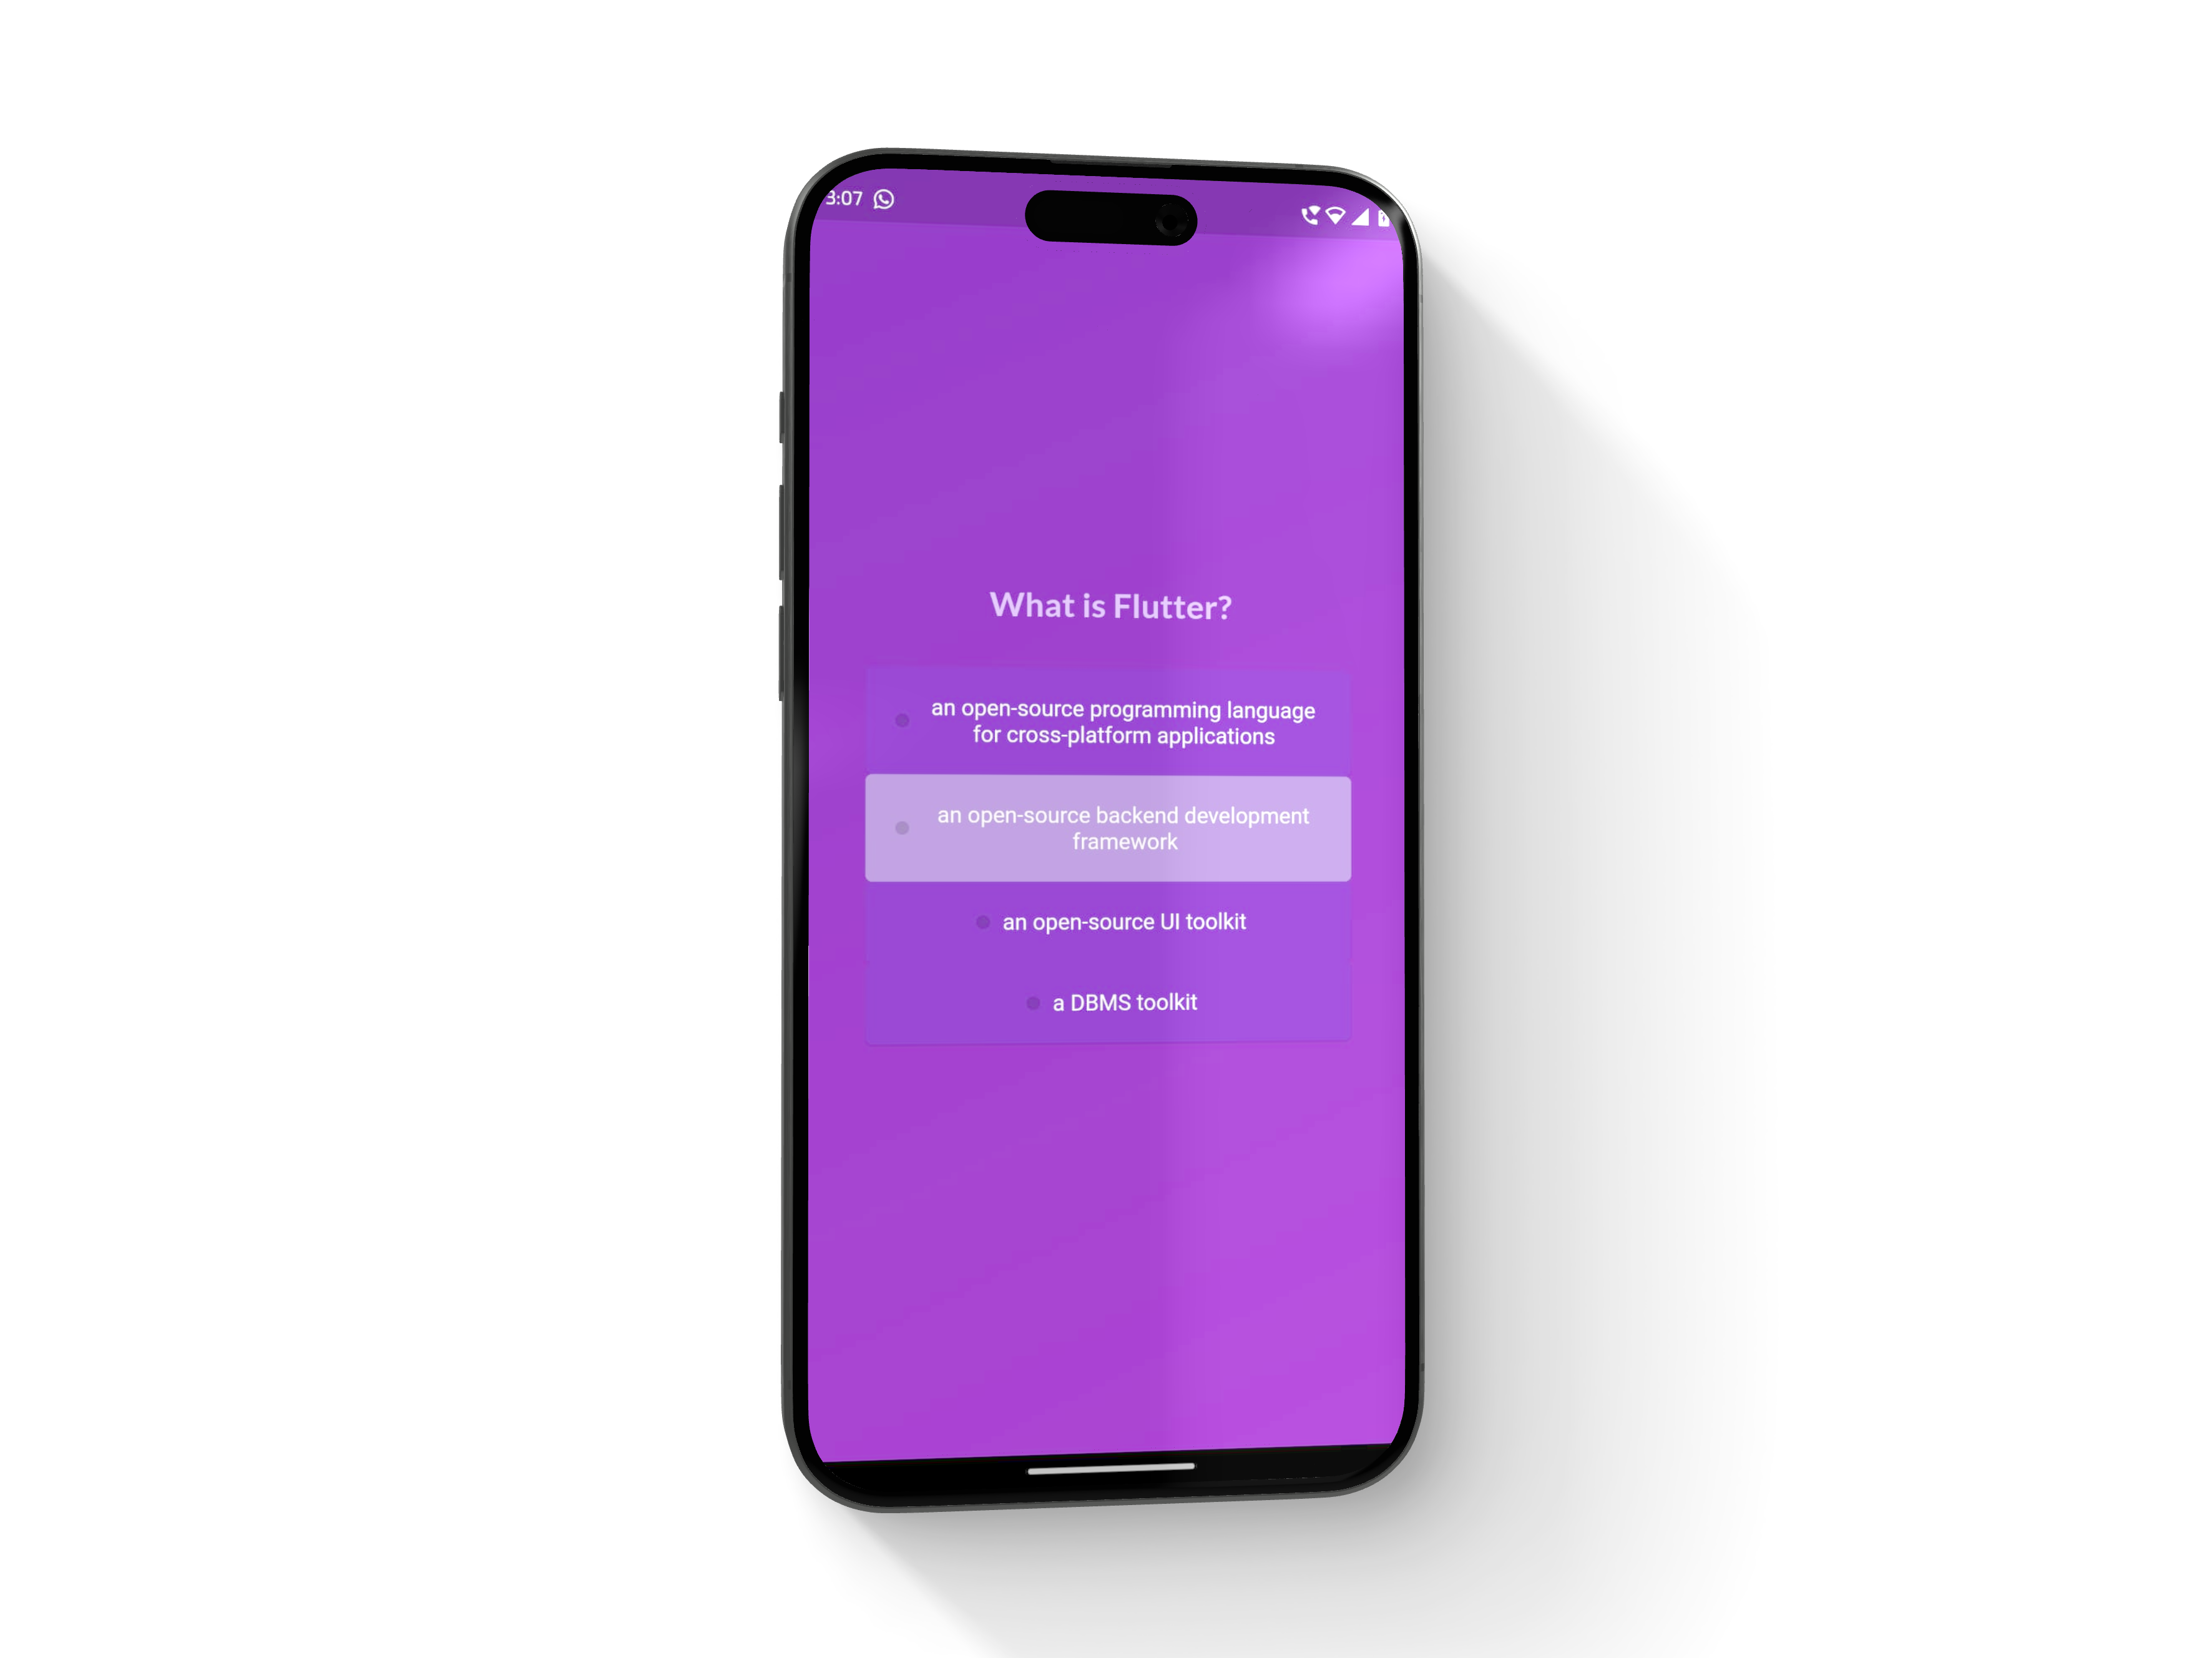 3:07
What is Flutter?
an open-source programming language
for cross-platform applications
an open-source backend development
framework
an open-source UI toolkit
a DBMS toolkit